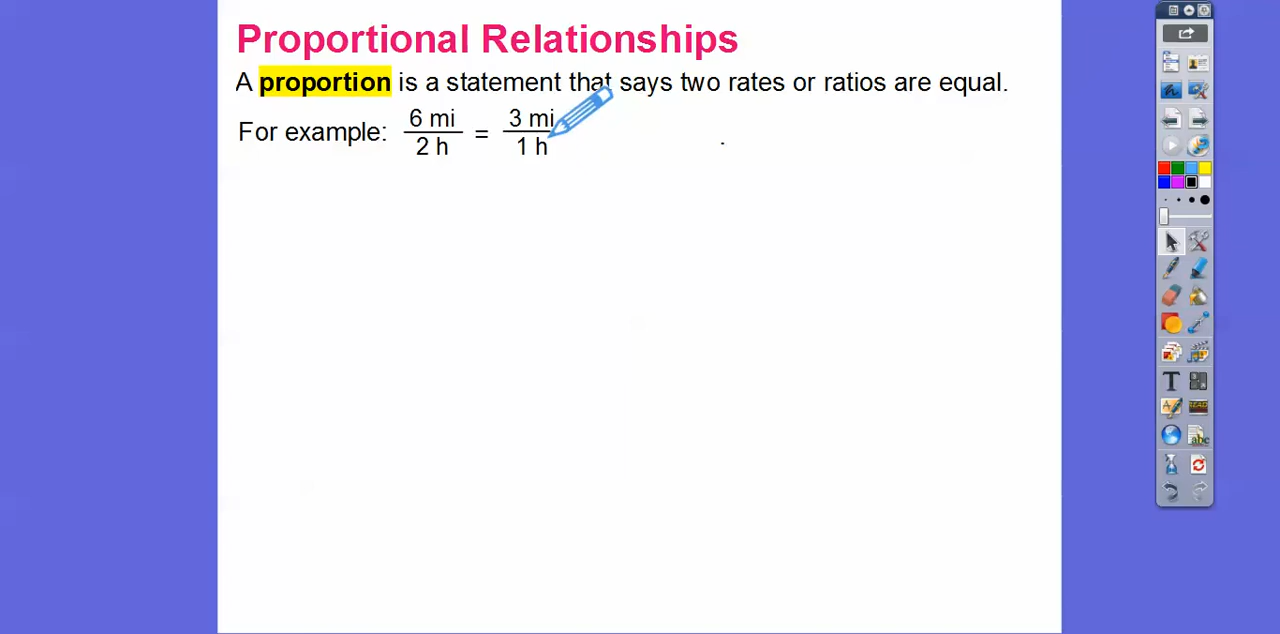 Proportional Relationships
A proportion is a statement that says two rates or ratios are equal.
For example: 6 mi / 2 h = 3 mi / 1 h